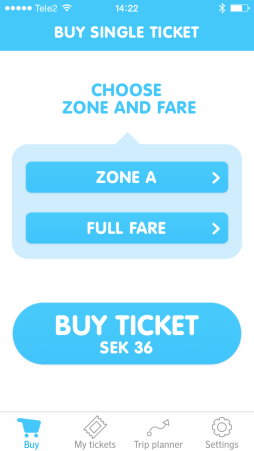 Tele2 14:22
BUY SINGLE TICKET
CHOOSE
ZONE AND FARE
ZONE A
FULL FARE
BUY TICKET
SEK 36
Buy My tickets Trip planner Settings